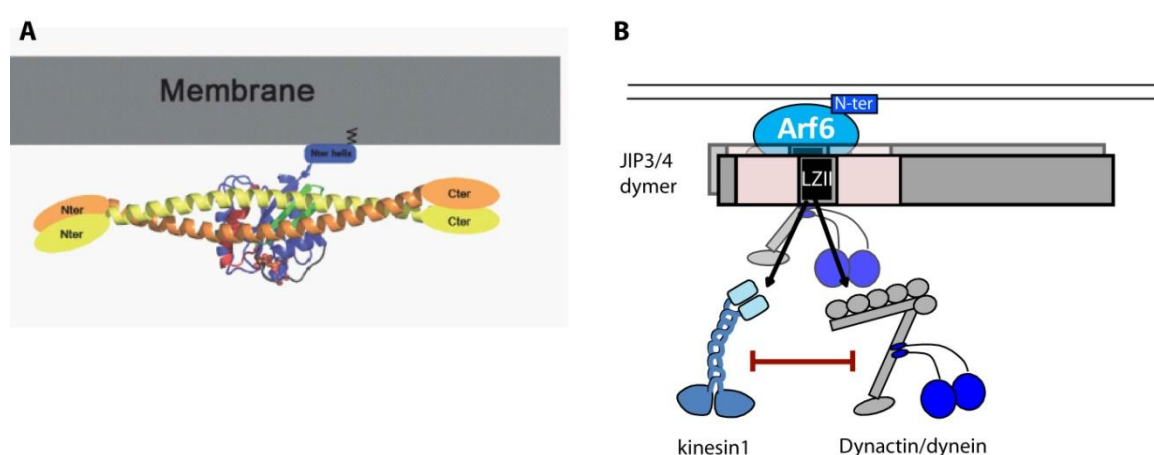 A
Membrane
Nter helix
Nter
Nter
Cter
Cter
B
N-ter
Arf6
JIP3/4
dymer
LZII
kinesin1
Dynactin/dynein